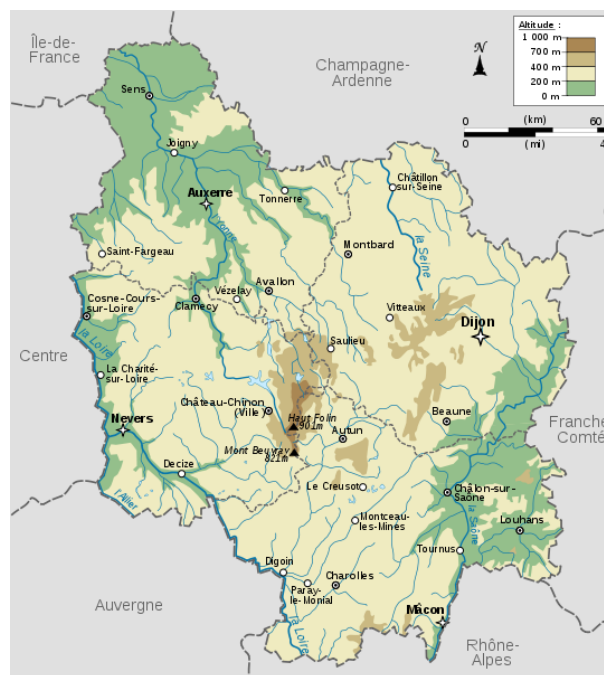 Altitude :
1 000 m
700 m
400 m
200 m
0 m
N
0 (km) 60
0 (mi) 4
Île-de-
France
Champagne-
Ardenne
Sens
Joigny
Auxerre
l'Yonne
Tonnerre
Châtillon
-sur-Seine
la Seine
Montbard
Saint-Fargeau
Avallon
Vézelay
Clamecy
Cosne-Cours-
sur-Loire
la Loire
Vitteaux
Dijon
Saulieu
Centre
La Charité-
sur-Loire
Château-Chinon
(Ville)
Haut Folin
901m
Beaune
Nevers
Autun
Mont Beuvray
821m
Franche
Comté
Decize
l'Allier
Le Creusot
Châlon-sur-
Saône
la Saône
Louhans
Montceau-
les-Mines
Tournus
Digoin
Charolles
Paray-
le-Monial
la Loire
Mâcon
Auvergne
Rhône-
Alpes